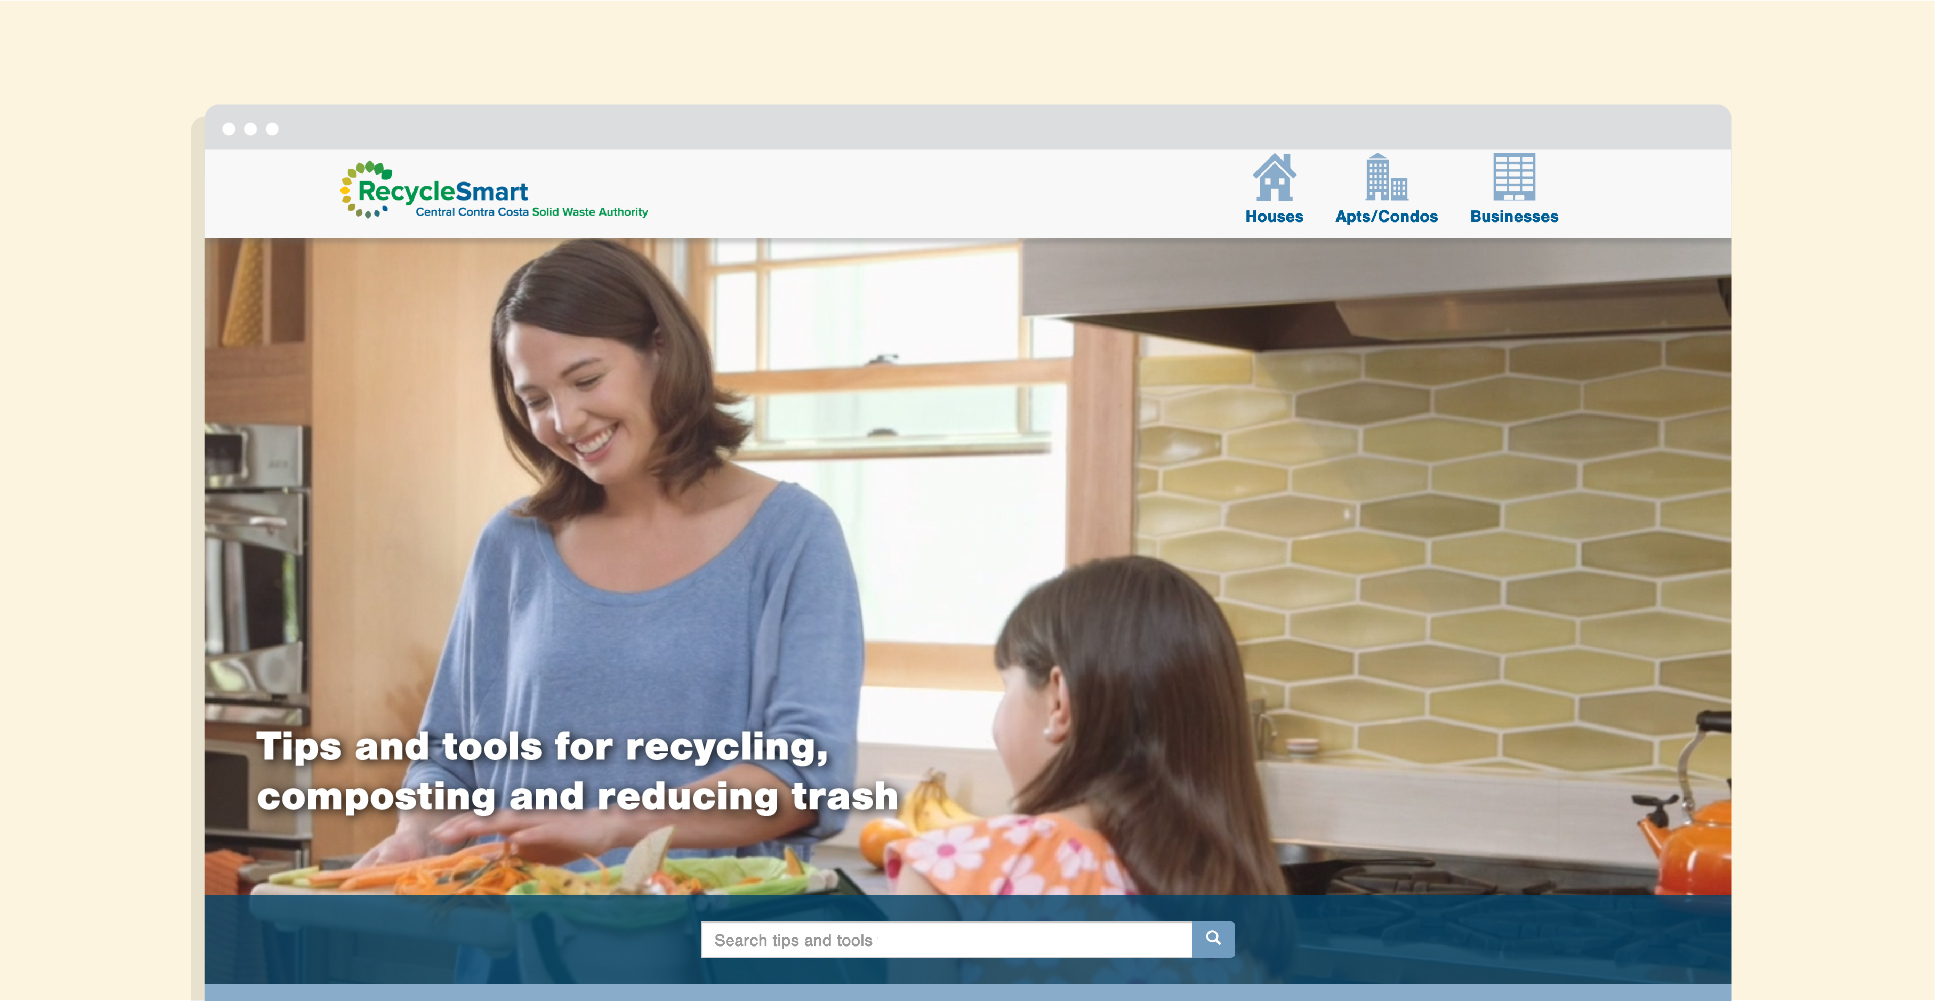 RecycleSmart
Central Contra Costa Solid Waste Authority
Houses
Apts/Condos
Businesses
Tips and tools for recycling,
composting and reducing trash
Search tips and tools